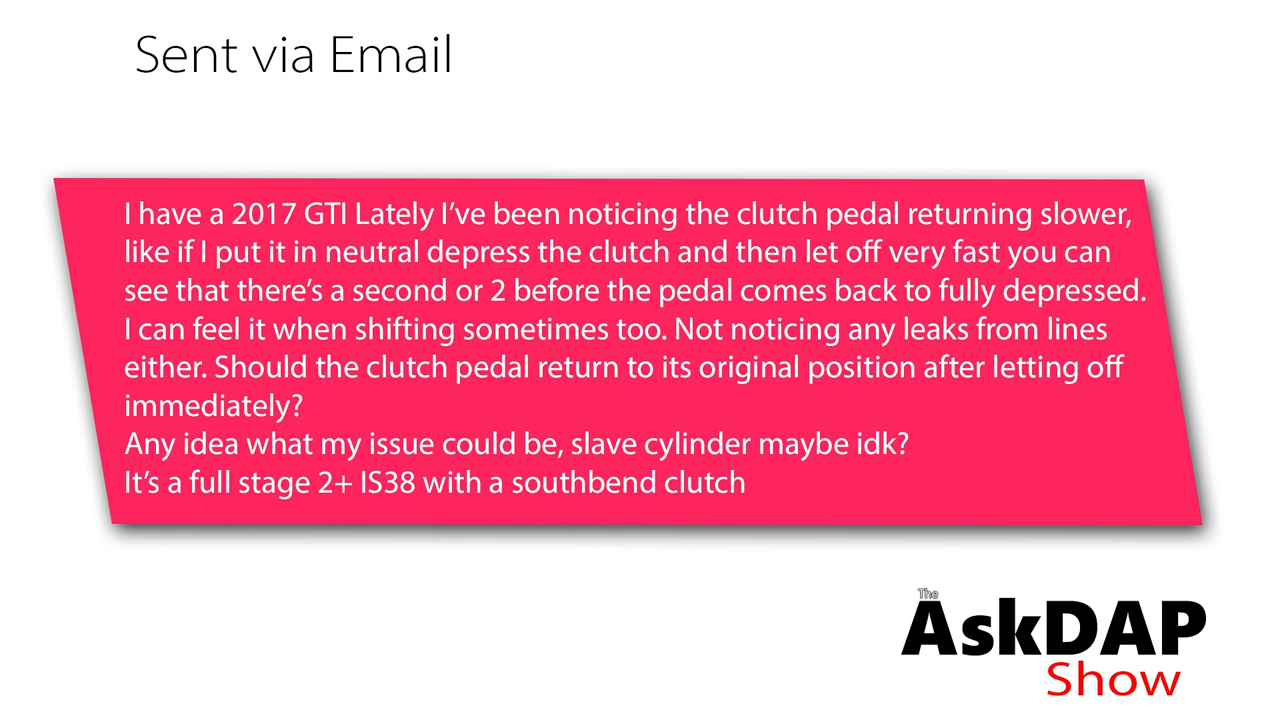 Sent via Email
I have a 2017 GTI Lately I've been noticing the clutch pedal returning slower,
like if I put it in neutral depress the clutch and then let off very fast you can
see that there's a second or 2 before the pedal comes back to fully depressed.
I can feel it when shifting sometimes too. Not noticing any leaks from lines
either. Should the clutch pedal return to its original position after letting off
immediately?
Any idea what my issue could be, slave cylinder maybe idk?
It's a full stage 2+ IS38 with a southbend clutch
The
AskDAP
Show